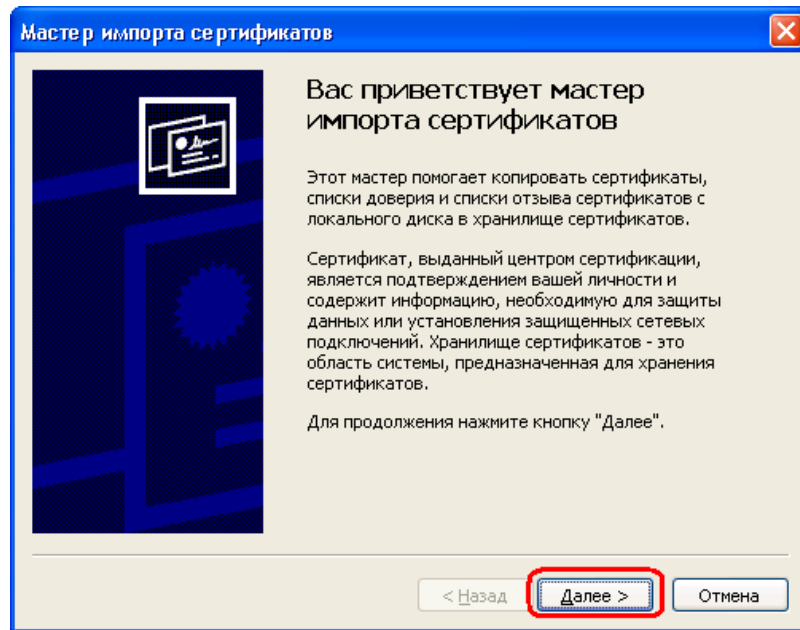 Мастер импорта сертификатов
Вас приветствует мастер
импорта сертификатов
Этот мастер помогает копировать сертификаты,
списки доверия и списки отзыва сертификатов с
локального диска в хранилище сертификатов.
Сертификат, выданный центром сертификации,
является подтверждением вашей личности и
содержит информацию, необходимую для защиты
данных или установления защищенных сетевых
подключений. Хранилище сертификатов - это
область системы, предназначенная для хранения
сертификатов.
Для продолжения нажмите кнопку "Далее".
< Назад Далее > Отмена